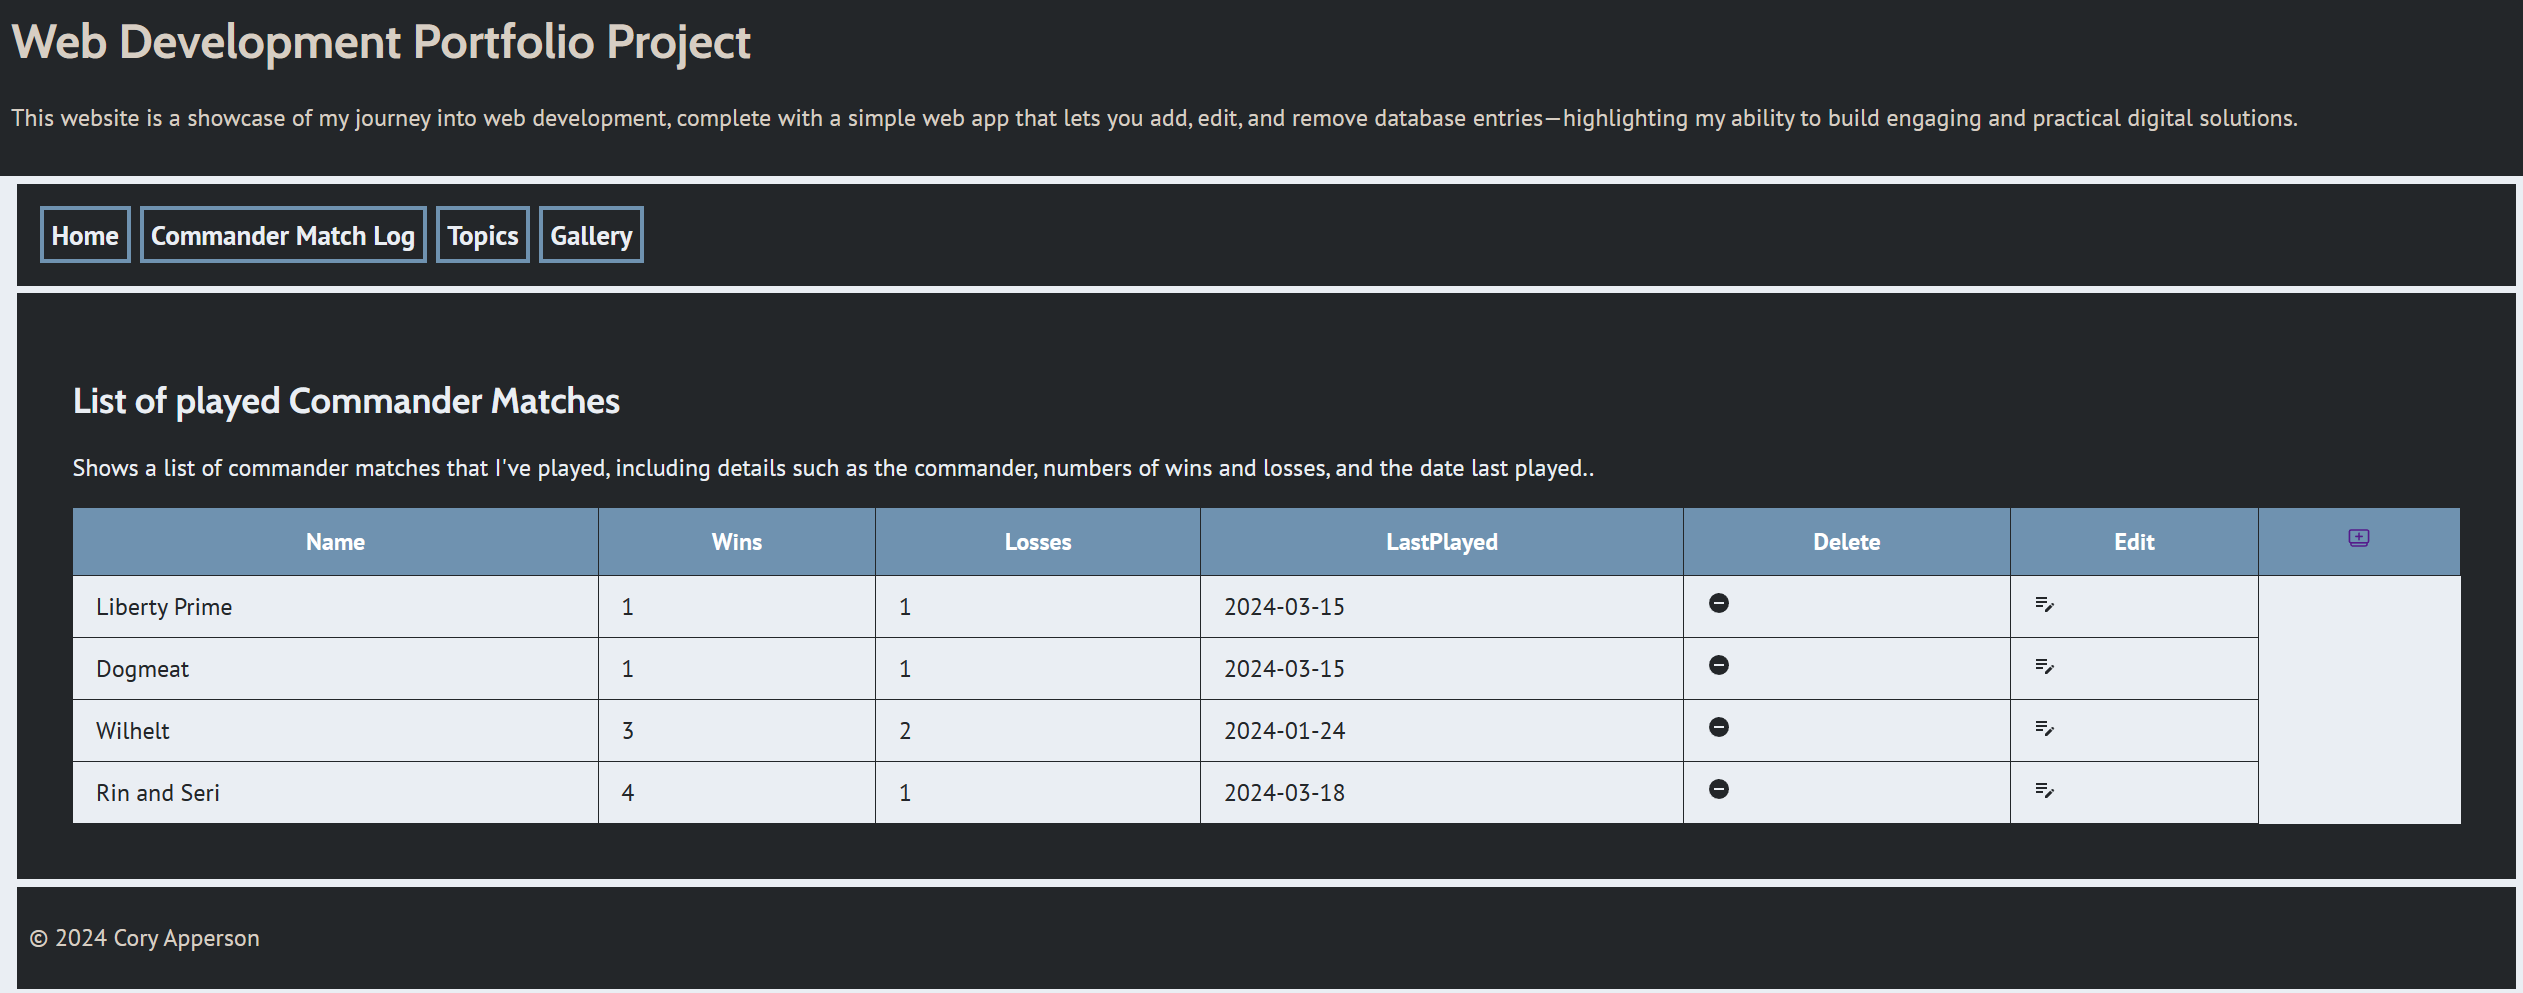 Web Development Portfolio Project
This website is a showcase of my journey into web development, complete with a simple web app that lets you add, edit, and remove database entries—highlighting my ability to build engaging and practical digital solutions.
Home Commander Match Log Topics Gallery
List of played Commander Matches
Shows a list of commander matches that I've played, including details such as the commander, numbers of wins and losses, and the date last played..
Name Wins Losses LastPlayed Delete Edit
Liberty Prime 1 1 2024-03-15
Dogmeat 1 1 2024-03-15
Wilhelt 3 2 2024-01-24
Rin and Seri 4 1 2024-03-18
© 2024 Cory Apperson